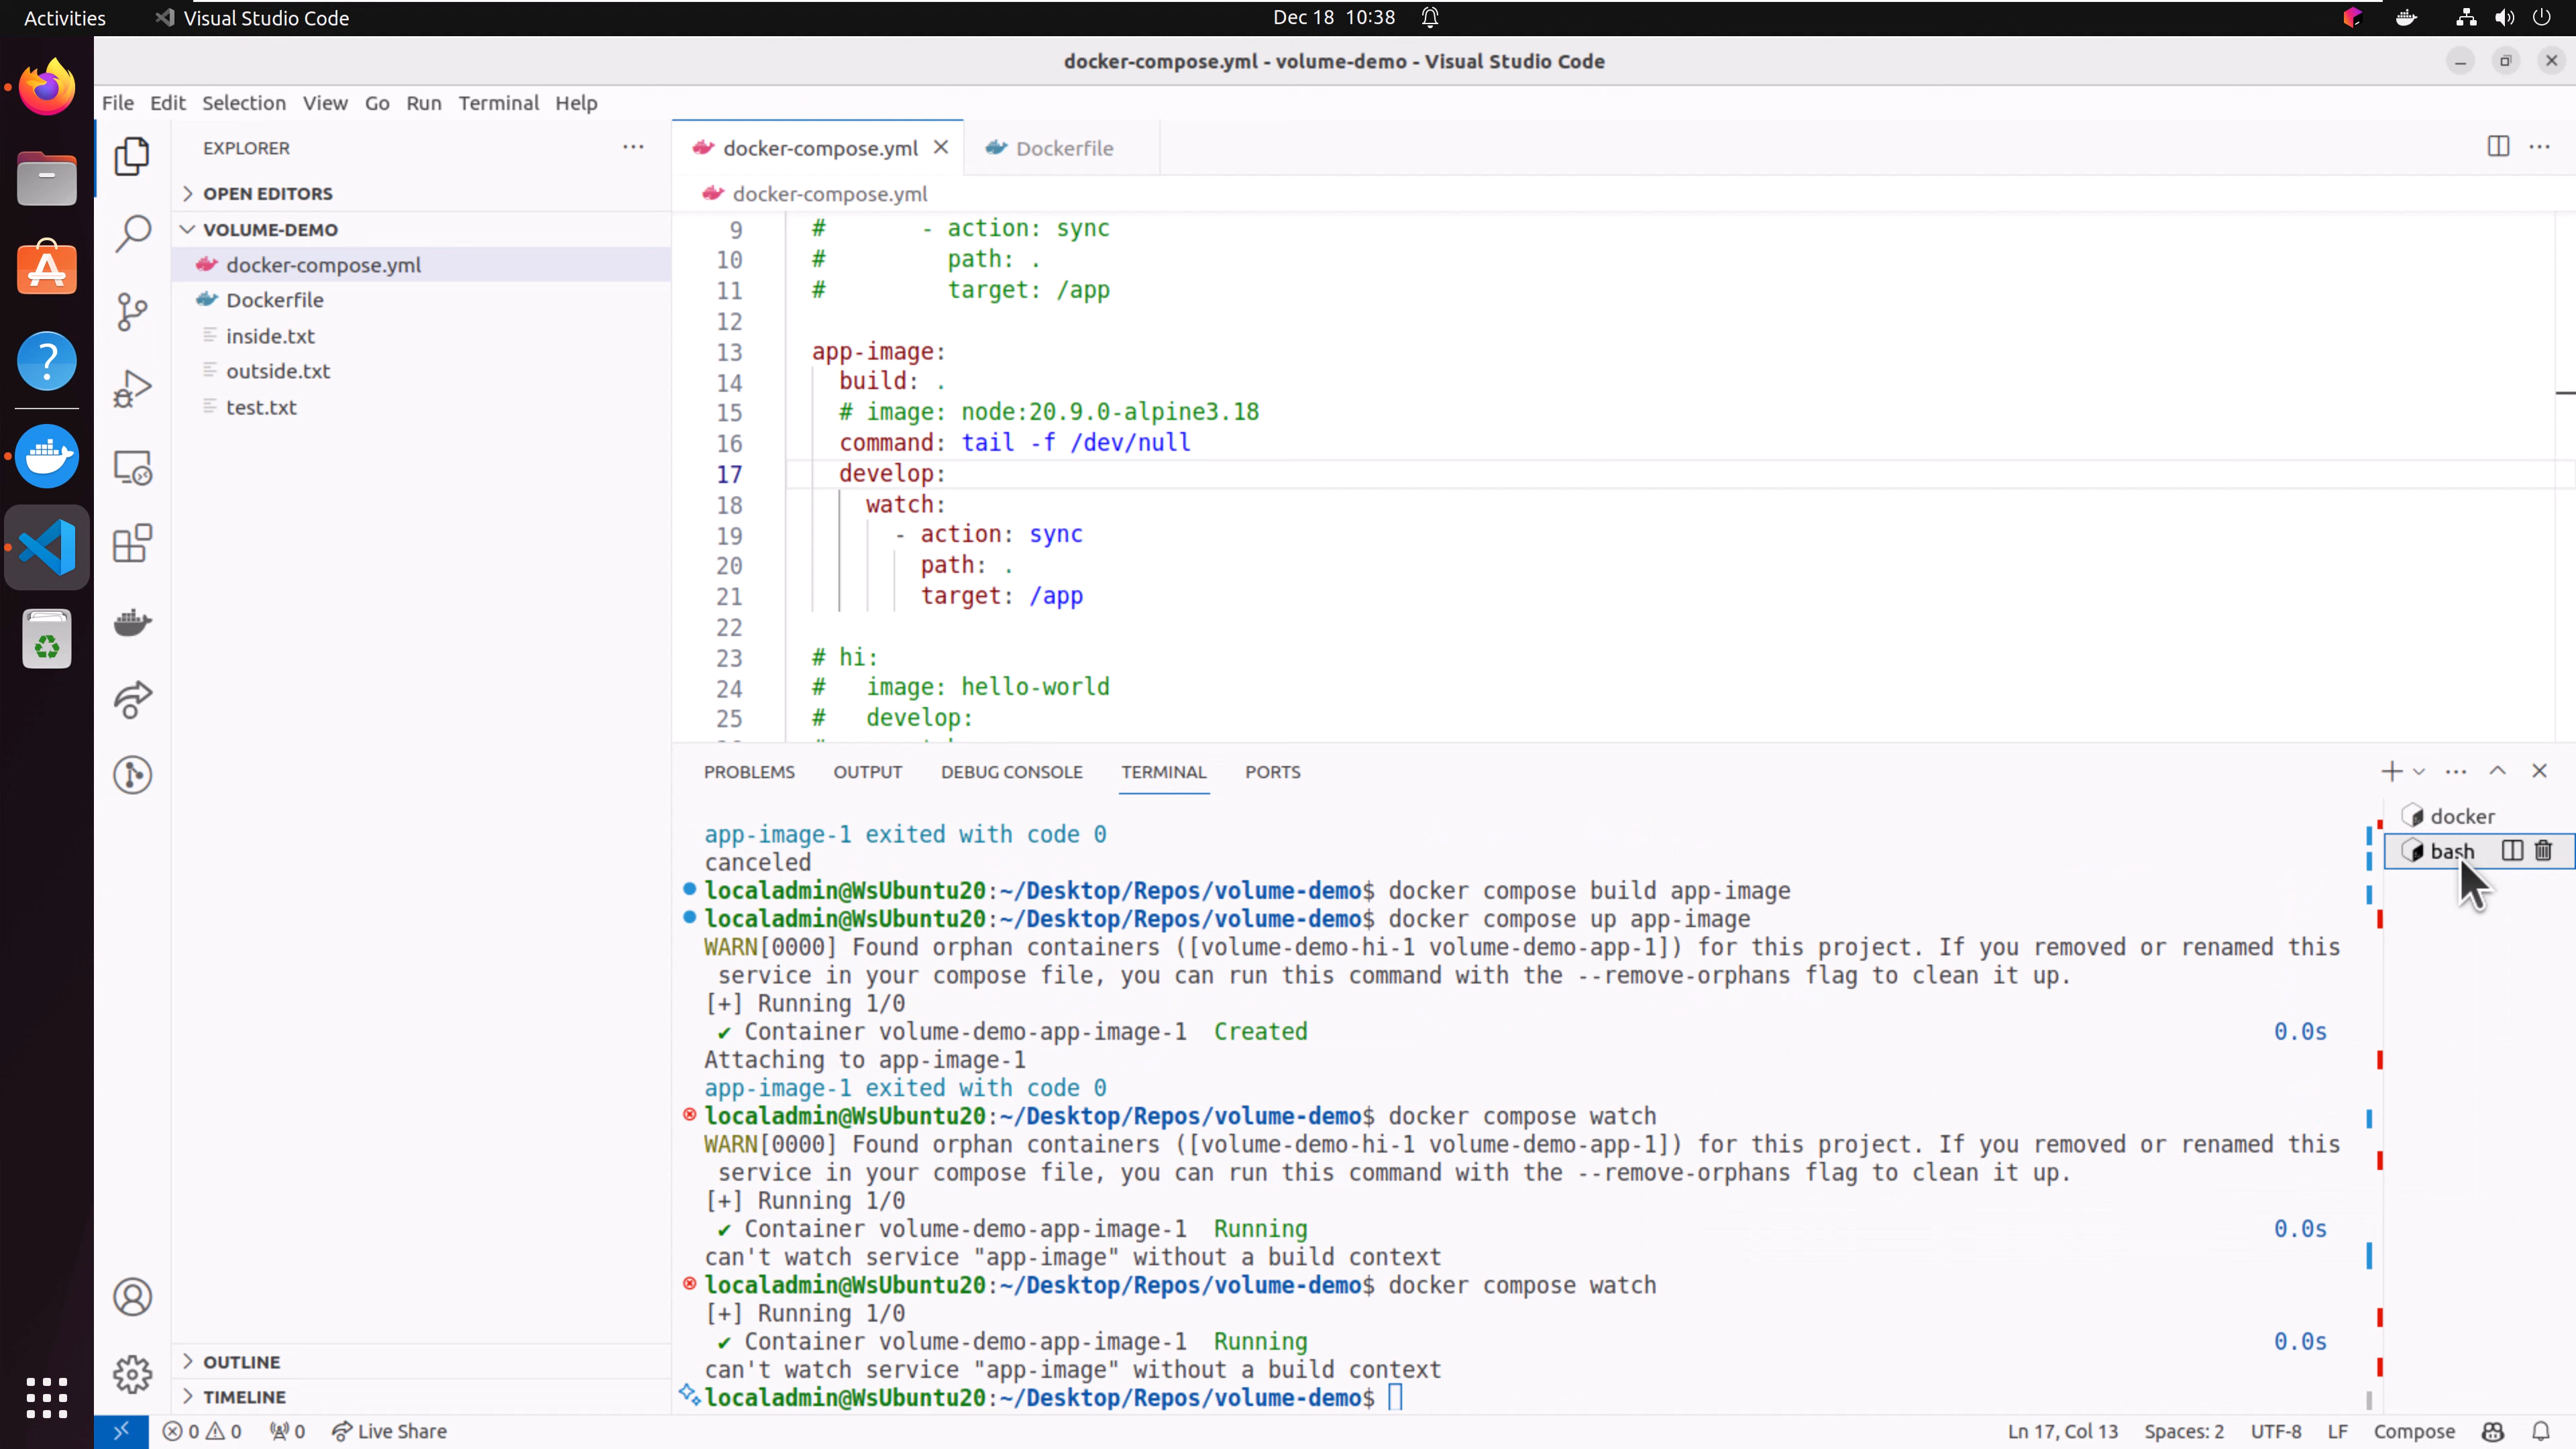 Activities
Visual Studio Code
Dec 18 10:38
docker-compose.yml - volume-demo - Visual Studio Code
File Edit Selection View Go Run Terminal Help
EXPLORER
OPEN EDITORS
VOLUME-DEMO
docker-compose.yml
Dockerfile
inside.txt
outside.txt
test.txt
OUTLINE
TIMELINE
docker-compose.yml
Dockerfile
docker-compose.yml
9 # - action: sync
10 # path: .
11 # target: /app
12
13 app-image:
14 build: .
15 # image: node:20.9.0-alpine3.18
16 command: tail -f /dev/null
17 develop:
18 watch:
19 - action: sync
20 path: .
21 target: /app
22
23 # hi:
24 # image: hello-world
25 # develop:
PROBLEMS OUTPUT DEBUG CONSOLE TERMINAL PORTS
docker
bash
app-image-1 exited with code 0
canceled
localadmin@WsUbuntu20:~/Desktop/Repos/volume-demo$ docker compose build app-image
localadmin@WsUbuntu20:~/Desktop/Repos/volume-demo$ docker compose up app-image
WARN[0000] Found orphan containers ([volume-demo-hi-1 volume-demo-app-1]) for this project. If you removed or renamed this
service in your compose file, you can run this command with the --remove-orphans flag to clean it up.
[+] Running 1/0
✔ Container volume-demo-app-image-1 Created 0.0s
Attaching to app-image-1
app-image-1 exited with code 0
localadmin@WsUbuntu20:~/Desktop/Repos/volume-demo$ docker compose watch
WARN[0000] Found orphan containers ([volume-demo-hi-1 volume-demo-app-1]) for this project. If you removed or renamed this
service in your compose file, you can run this command with the --remove-orphans flag to clean it up.
[+] Running 1/0
✔ Container volume-demo-app-image-1 Running 0.0s
can't watch service "app-image" without a build context
localadmin@WsUbuntu20:~/Desktop/Repos/volume-demo$ docker compose watch
[+] Running 1/0
✔ Container volume-demo-app-image-1 Running 0.0s
can't watch service "app-image" without a build context
localadmin@WsUbuntu20:~/Desktop/Repos/volume-demo$
0 0 0 Live Share
Ln 17, Col 13 Spaces: 2 UTF-8 LF Compose